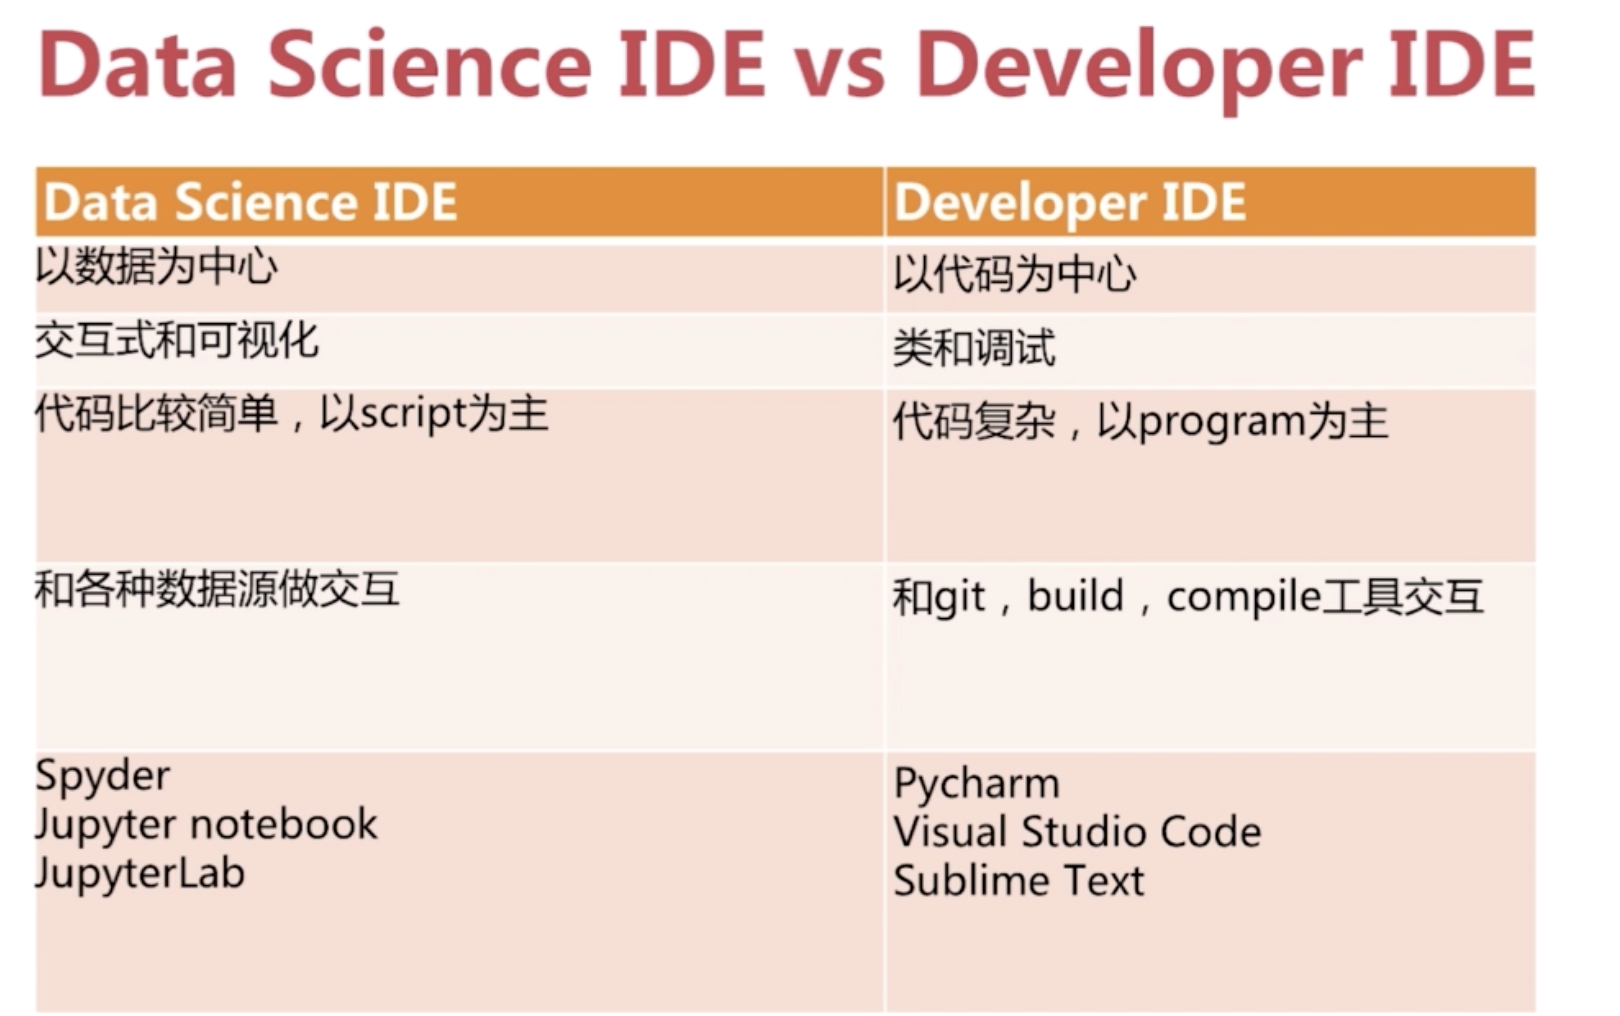 Data Science IDE vs Developer IDE
Data Science IDE
Developer IDE
以数据为中心
以代码为中心
交互式和可视化
类和调试
代码比较简单，以script为主
代码复杂，以program为主
和各种数据源做交互
和git，build，compile工具交互
Spyder
Jupyter notebook
JupyterLab
Pycharm
Visual Studio Code
Sublime Text